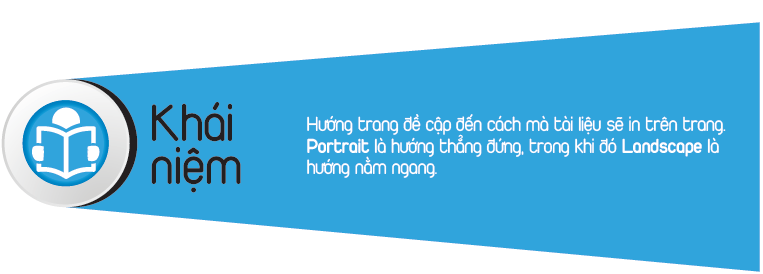 Khái
niệm
Hướng trang đề cập đến cách mà tài liệu sẽ in trên trang.
Portrait là hướng thẳng đứng, trong khi đó Landscape là
hướng nằm ngang.